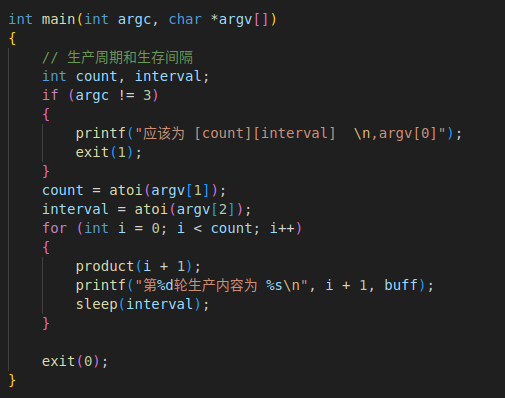 int main(int argc, char *argv[])
{
    // 生产周期和生存间隔
    int count, interval;
    if (argc != 3)
    {
        printf("应该为 [count][interval]  \n,argv[0]");
        exit(1);
    }
    count = atoi(argv[1]);
    interval = atoi(argv[2]);
    for (int i = 0; i < count; i++)
    {
        product(i + 1);
        printf("第%d轮生产内容为 %s\n", i + 1, buff);
        sleep(interval);
    }

    exit(0);
}